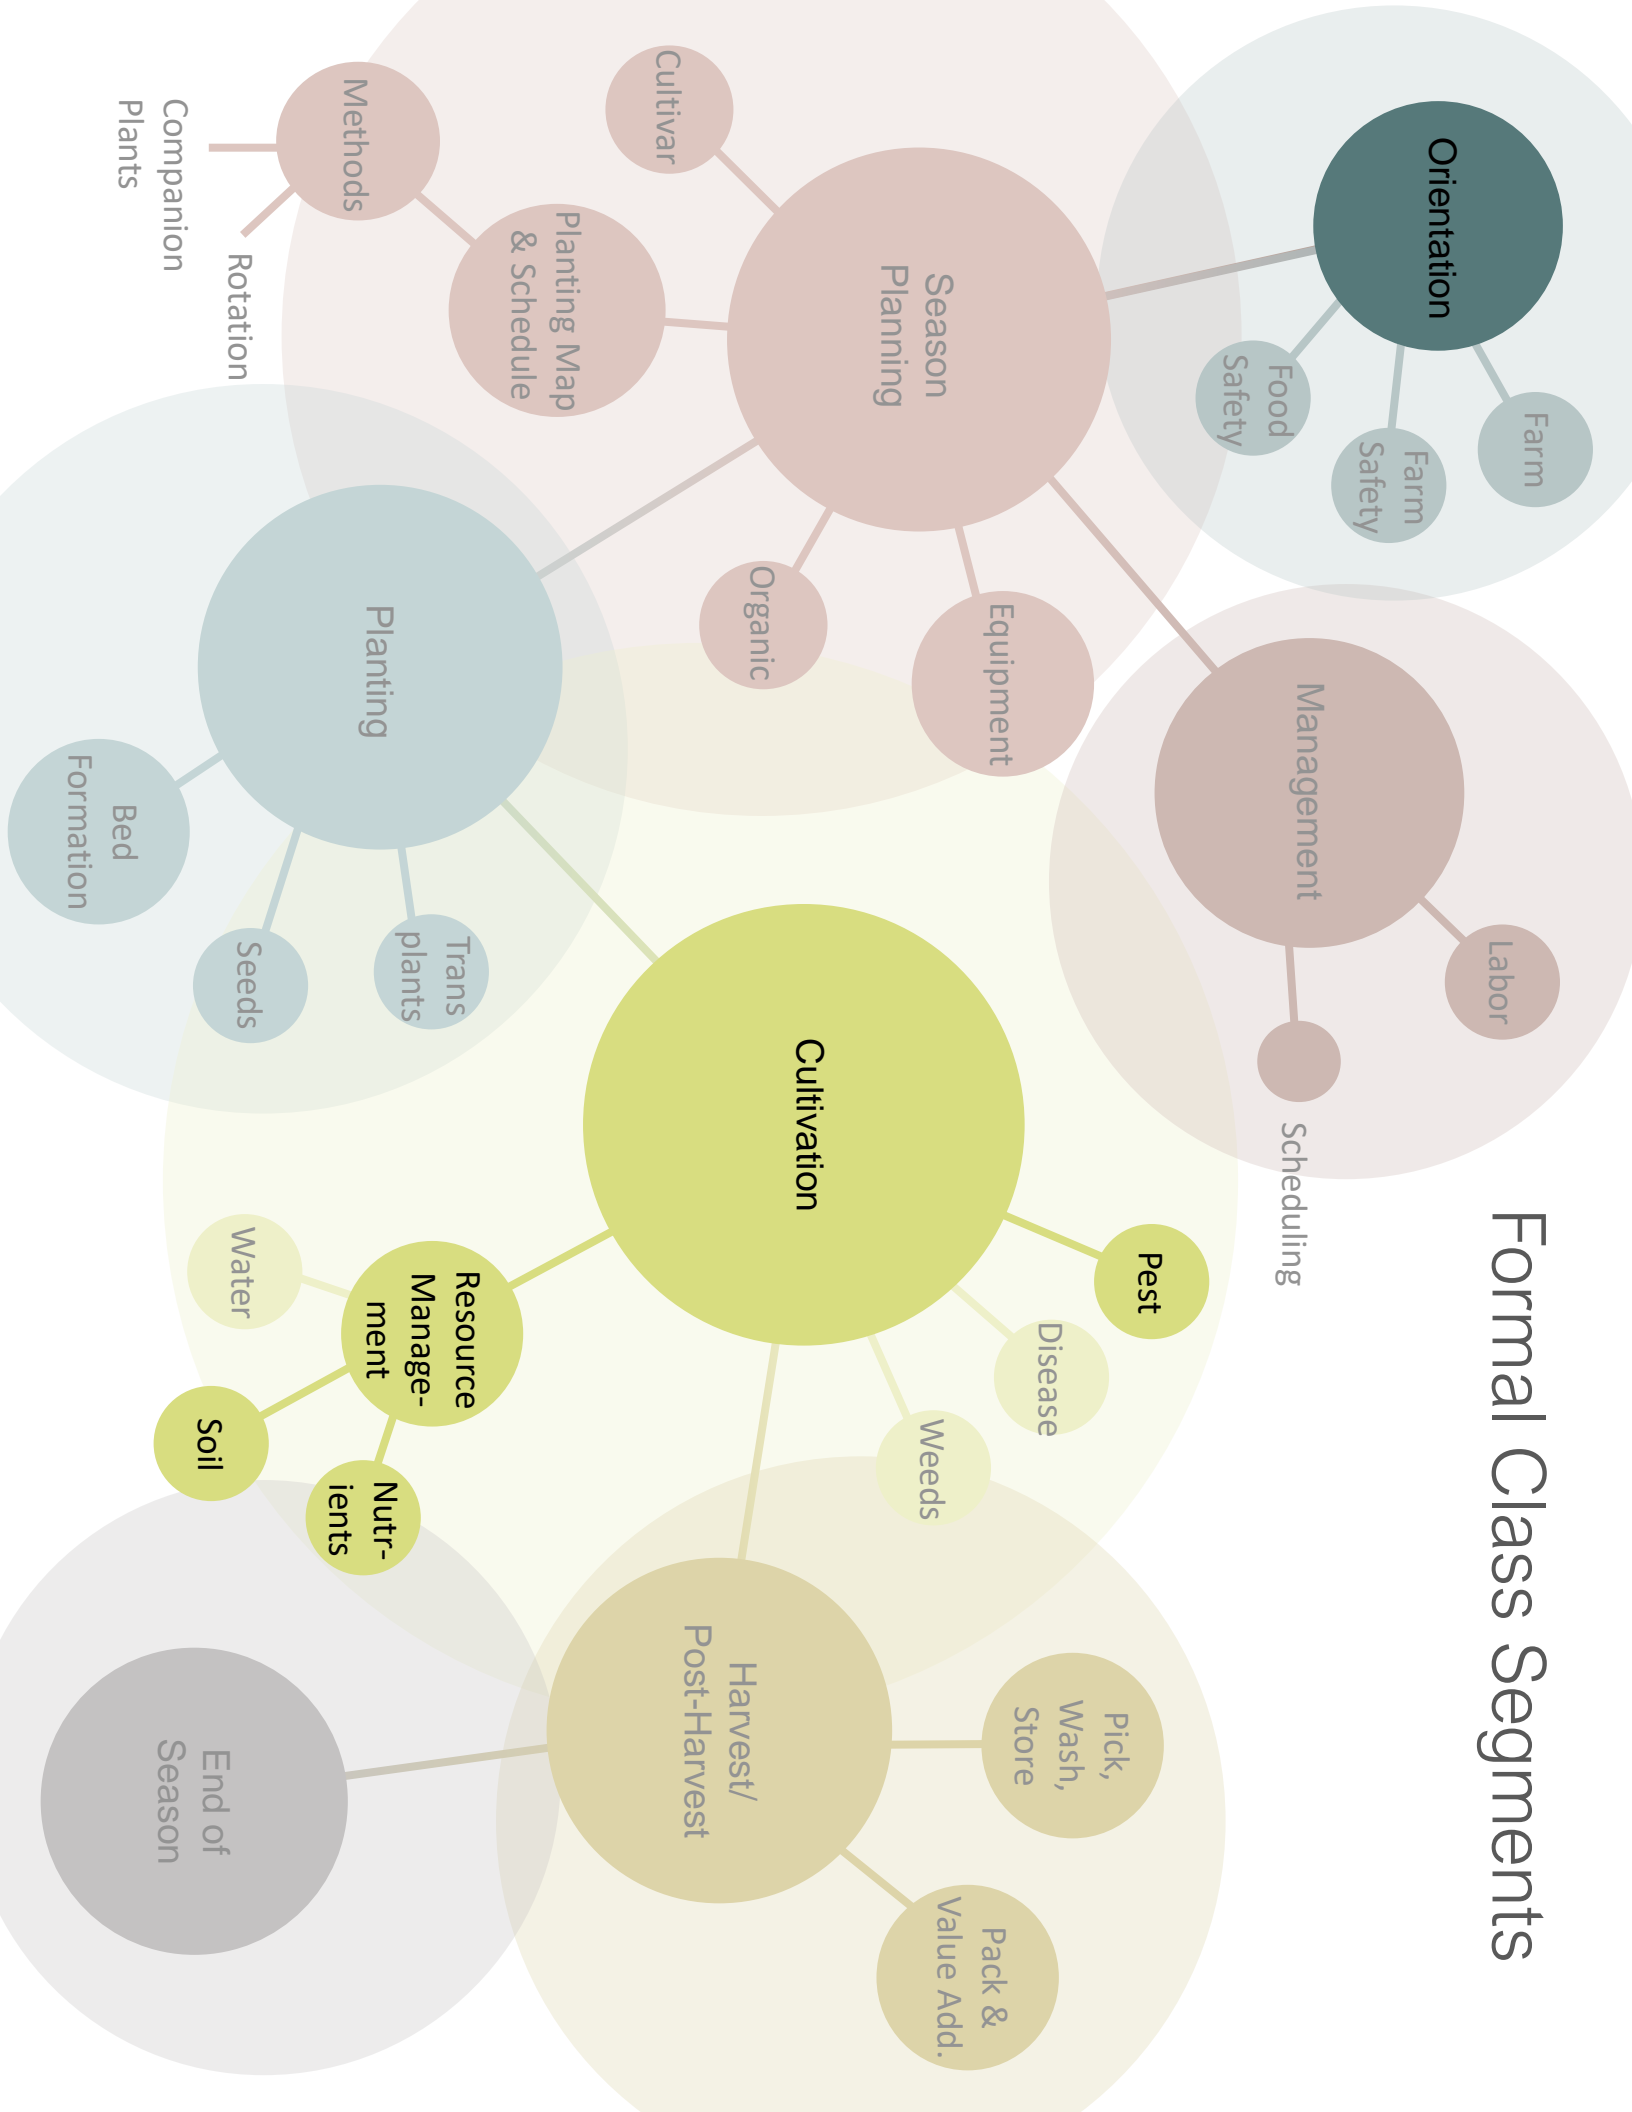 Formal Class Segments
Orientation
Farm
Farm
Safety
Food
Safety
Season
Planning
Cultivar
Planting Map
& Schedule
Methods
Companion
Plants
Rotation
Organic
Equipment
Management
Labor
Scheduling
Planting
Bed
Formation
Seeds
Trans
plants
Cultivation
Pest
Disease
Weeds
Resource
Manage-
ment
Water
Soil
Nutr-
ients
Harvest/
Post-Harvest
Pick,
Wash,
Store
Pack &
Value Add.
End of
Season